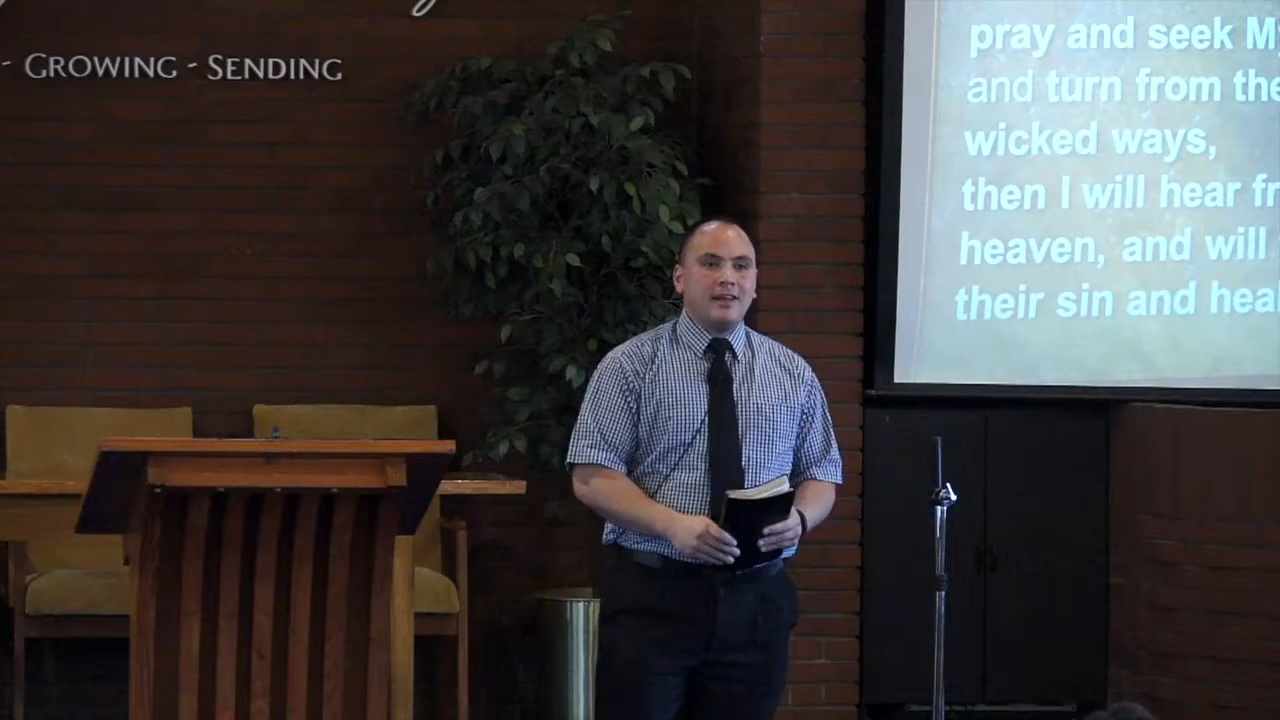 - GROWING - SENDING
pray and seek M
and turn from the
wicked ways,
then I will hear fr
heaven, and will
their sin and hea